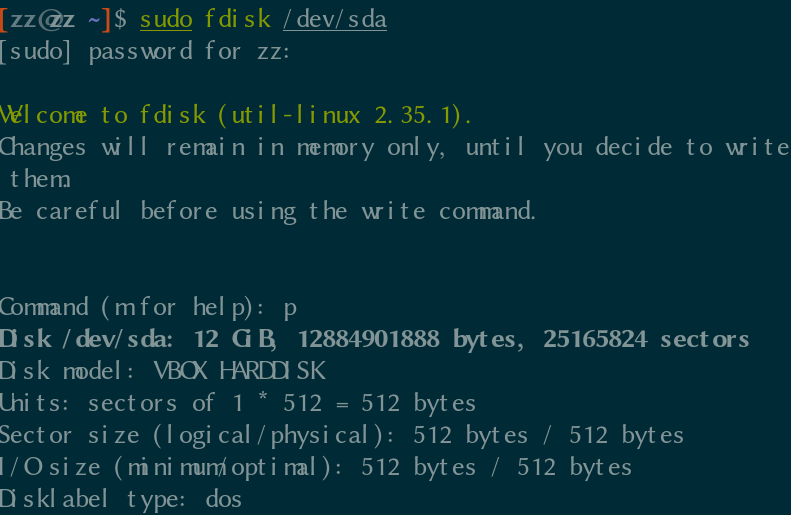 [zz@zz ~]$ sudo fdisk /dev/sda
[sudo] password for zz:
Welcome to fdisk (util-linux 2.35.1).
Changes will remain in memory only, until you decide to write
them.
Be careful before using the write command.
Command (m for help): p
Disk /dev/sda: 12 GiB, 12884901888 bytes, 25165824 sectors
Disk model: VBOX HARDDISK
Units: sectors of 1 * 512 = 512 bytes
Sector size (logical/physical): 512 bytes / 512 bytes
I/O size (minimum/optimal): 512 bytes / 512 bytes
Disklabel type: dos